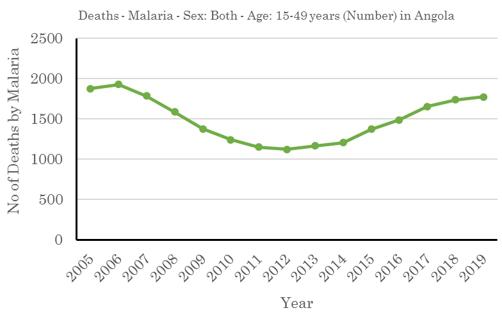 Deaths - Malaria - Sex: Both - Age: 15-49 years (Number) in Angola
No of Deaths by Malaria
2500
2000
1500
1000
500
0
2005 2006 2007 2008 2009 2010 2011 2012 2013 2014 2015 2016 2017 2018 2019
Year